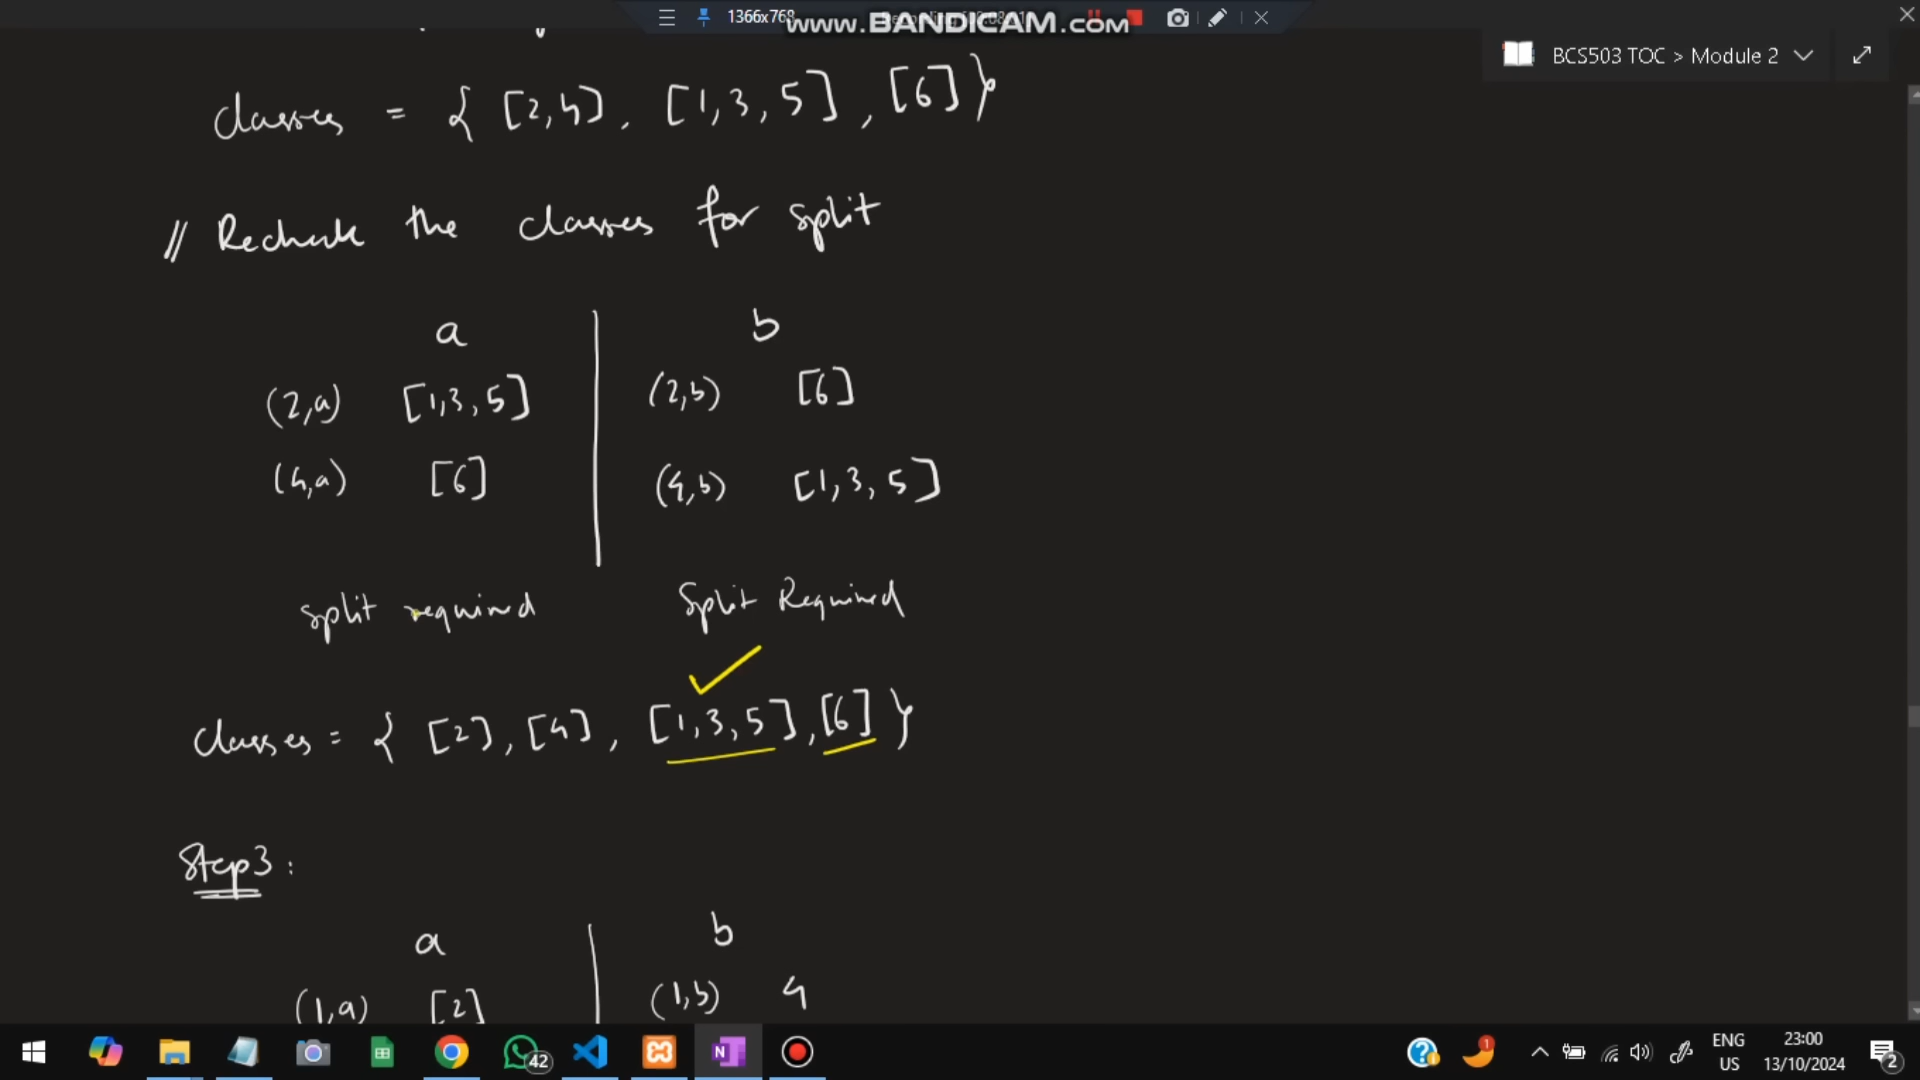 1366x768
www.BANDICAM.com
BCS503 TOC > Module 2
classes = { [2,4], [1,3,5], [6] }
// Recheck the classes for split
a b
(2,a) [1,3,5] (2,b) [6]
(4,a) [6] (4,b) [1,3,5]
split required Split Required
classes = { [2], [4], [1,3,5], [6] }
Step3:
a b
(1,a) [2] (1,b) 4
42
ENG
US
23:00
13/10/2024
1
2